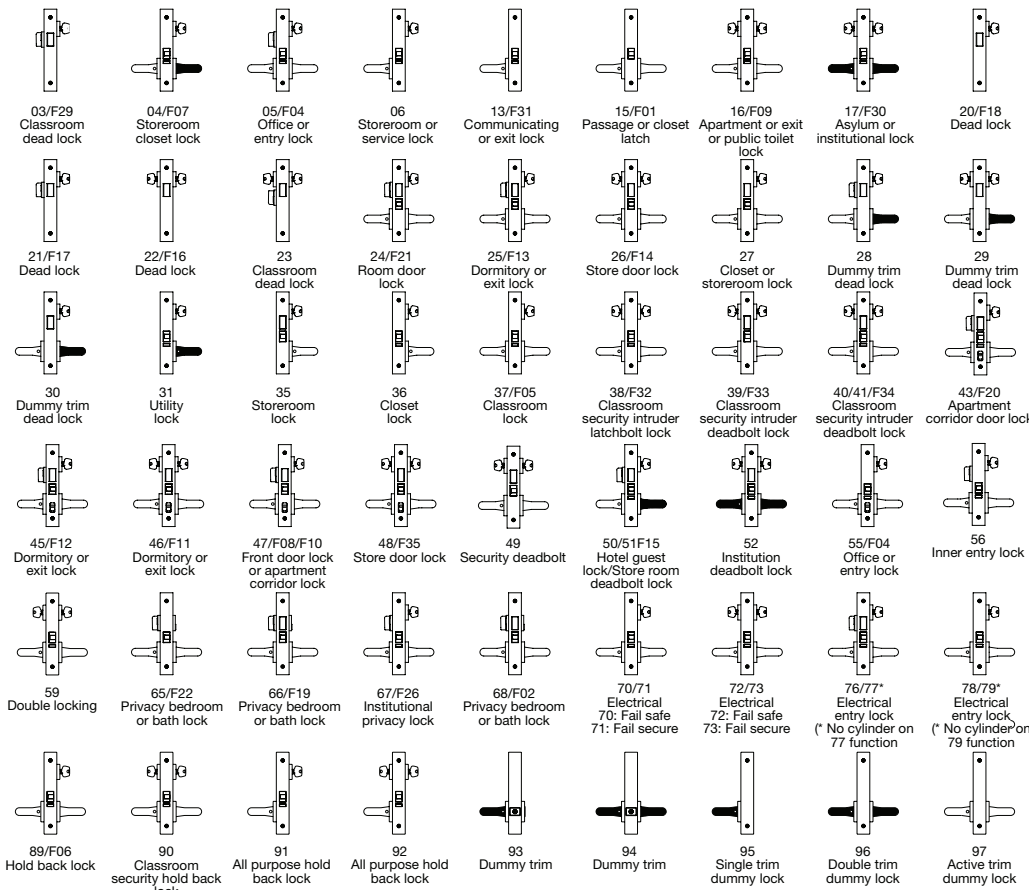 03/F29
Classroom
dead lock
04/F07
Storeroom
closet lock
05/F04
Office or
entry lock
06
Storeroom or
service lock
13/F31
Communicating
or exit lock
15/F01
Passage or closet
latch
16/F09
Apartment or exit
or public toilet
lock
17/F30
Asylum or
institutional lock
20/F18
Dead lock
21/F17
Dead lock
22/F16
Dead lock
23
Classroom
dead lock
24/F21
Room door
lock
25/F13
Dormitory or
exit lock
26/F14
Store door lock
27
Closet or
storeroom lock
28
Dummy trim
dead lock
29
Dummy trim
dead lock
30
Dummy trim
dead lock
31
Utility
lock
35
Storeroom
lock
36
Closet
lock
37/F05
Classroom
lock
38/F32
Classroom
security intruder
latchbolt lock
39/F33
Classroom
security intruder
deadbolt lock
40/41/F34
Classroom
security intruder
deadbolt lock
43/F20
Apartment
corridor door lock
45/F12
Dormitory or
exit lock
46/F11
Dormitory or
exit lock
47/F08/F10
Front door lock
or apartment
corridor lock
48/F35
Store door lock
49
Security deadbolt
50/51F15
Hotel guest
lock/Store room
deadbolt lock
52
Institution
deadbolt lock
55/F04
Office or
entry lock
56
Inner entry lock
59
Double locking
65/F22
Privacy bedroom
or bath lock
66/F19
Privacy bedroom
or bath lock
67/F26
Institutional
privacy lock
68/F02
Privacy bedroom
or bath lock
70/71
Electrical
70: Fail safe
71: Fail secure
72/73
Electrical
72: Fail safe
73: Fail secure
76/77*
Electrical
entry lock
(* No cylinder on
77 function
78/79*
Electrical
entry lock
(* No cylinder on
79 function
89/F06
Hold back lock
90
Classroom
security hold back
lock
91
All purpose hold
back lock
92
All purpose hold
back lock
93
Dummy trim
94
Dummy trim
95
Single trim
dummy lock
96
Double trim
dummy lock
97
Active trim
dummy lock